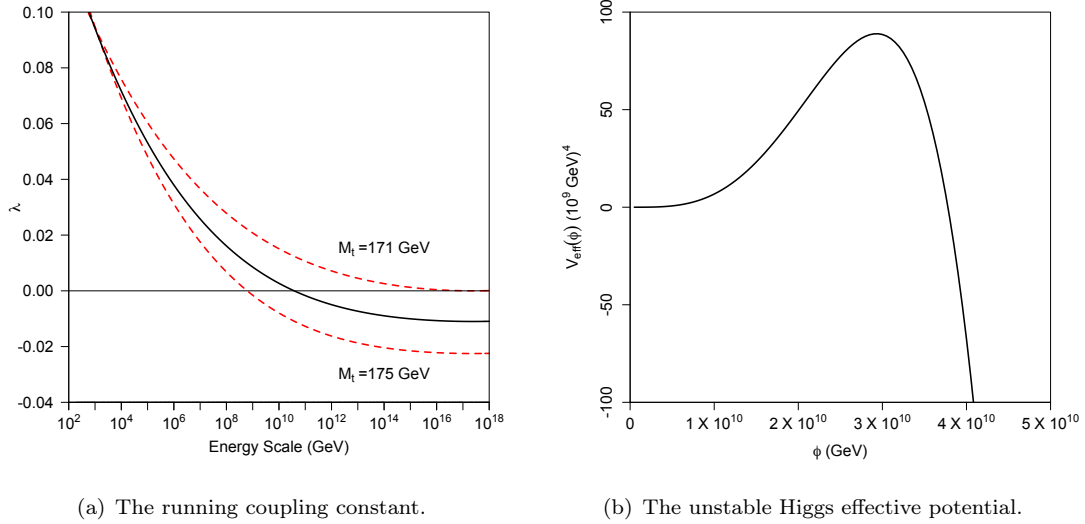 0.10
0.08
0.06
0.04
0.02
0.00
-0.02
-0.04
λ
M_t =171 GeV
M_t =175 GeV
10^2 10^4 10^6 10^8 10^10 10^12 10^14 10^16 10^18
Energy Scale (GeV)
(a) The running coupling constant.
100
50
0
-50
-100
V_eff(ϕ) (10^9 GeV)^4
0 1 X 10^10 2 X 10^10 3 X 10^10 4 X 10^10 5 X 10^10
ϕ (GeV)
(b) The unstable Higgs effective potential.